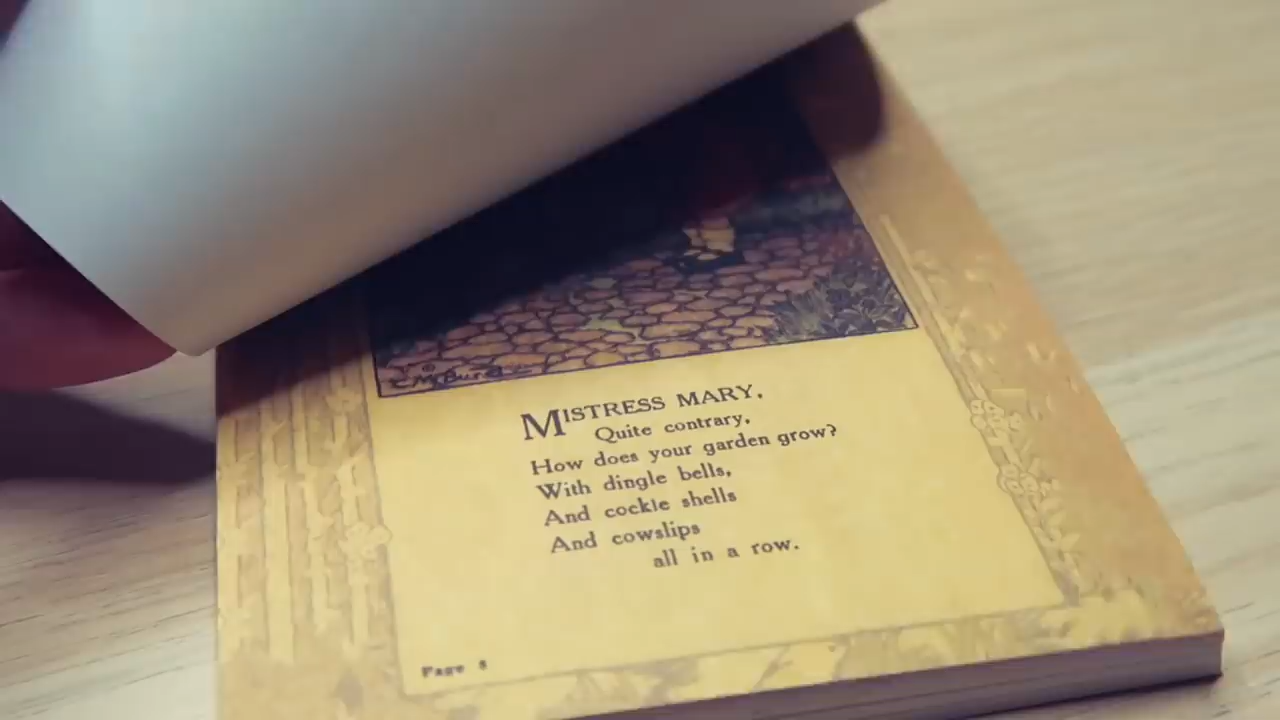 MISTRESS MARY,
Quite contrary,
How does your garden grow?
With dingle bells,
And cockle shells
And cowslips
all in a row.
Page